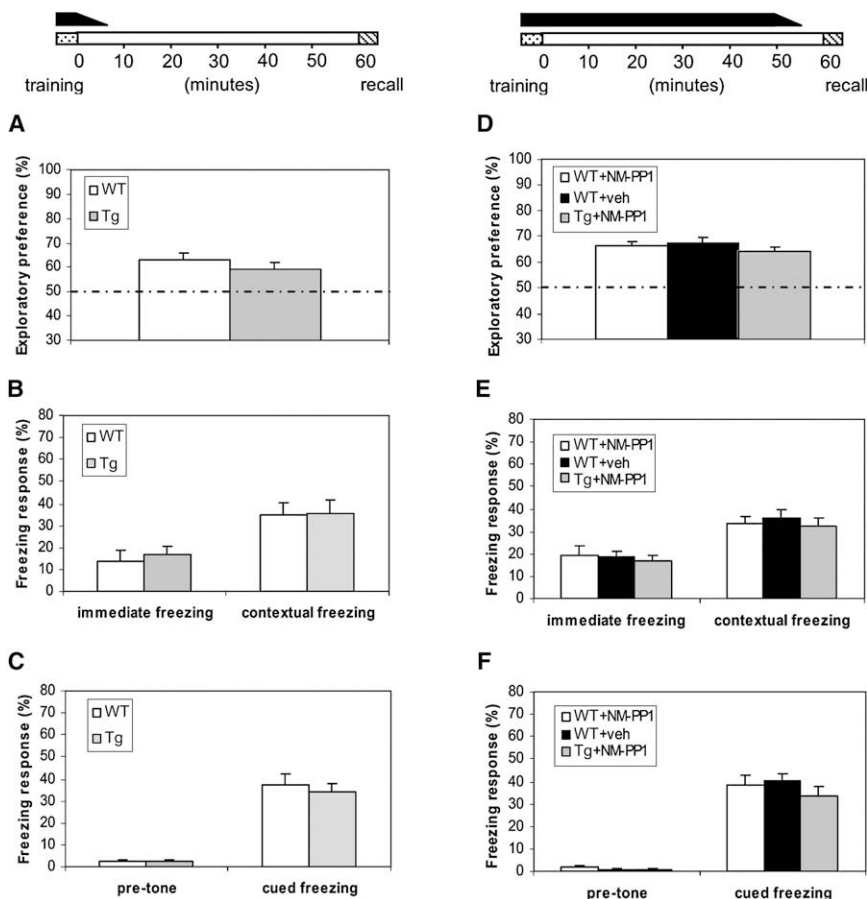 0 10 20 30 40 50 60
training (minutes) recall
0 10 20 30 40 50 60
training (minutes) recall
A
Exploratory preference (%)
100
90
80
70
60
50
40
30
WT
Tg
D
Exploratory preference (%)
100
90
80
70
60
50
40
30
WT+NM-PP1
WT+veh
Tg+NM-PP1
B
Freezing response (%)
80
70
60
50
40
30
20
10
0
WT
Tg
immediate freezing contextual freezing
E
Freezing response (%)
80
70
60
50
40
30
20
10
0
WT+NM-PP1
WT+veh
Tg+NM-PP1
immediate freezing contextual freezing
C
Freezing response (%)
80
70
60
50
40
30
20
10
0
WT
Tg
pre-tone cued freezing
F
Freezing response (%)
80
70
60
50
40
30
20
10
0
WT+NM-PP1
WT+veh
Tg+NM-PP1
pre-tone cued freezing